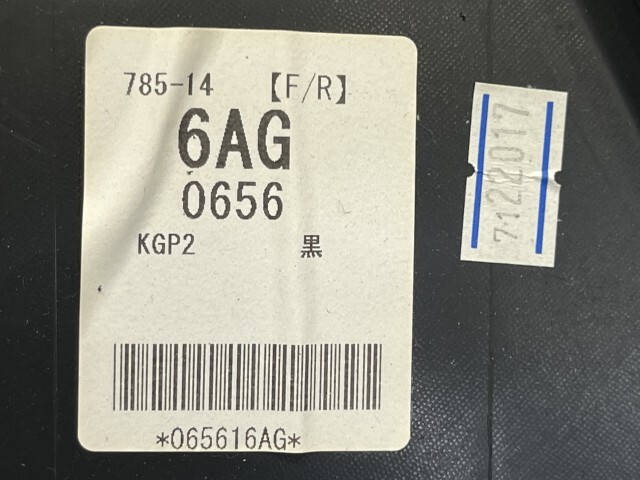 785-14 【F/R】
6AG
0656
KGP2 黒
*065616AG*
7122017